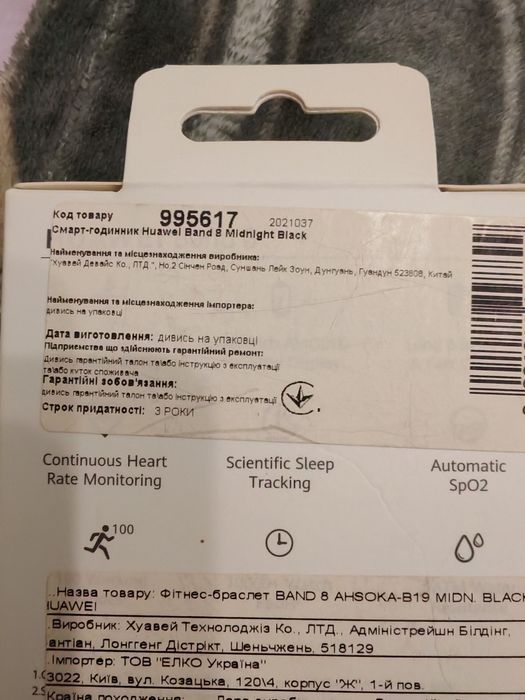 Код товару 995617 2021037
Смарт-годинник Huawei Band 8 Midnight Black
Найменування та місцезнаходження виробника:
"Хуавей Девайс Ко., ЛТД.", No.2 Сінчен Роад, Суншань Лейк Зоун, Дунгуань, Гуандун 523808, Китай
Найменування та місцезнаходження імпортера:
дивись на упаковці
Дата виготовлення: дивись на упаковці
Підприємства що здійснюють гарантійний ремонт:
Дивись гарантійний талон та\або інструкцію з експлуатації
та\або куток споживача
Гарантійні зобов'язання:
дивись гарантійний талон та\або інструкцію з експлуатації
Строк придатності: 3 РОКИ
Continuous Heart Rate Monitoring
Scientific Sleep Tracking
Automatic SpO2
100
Назва товару: Фітнес-браслет BAND 8 AHSOKA-B19 MIDN. BLACK
HUAWEI
Виробник: Хуавей Технолоджіз Ко., ЛТД., Адміністрейшн Білдінг,
антіан, Лонггенг Дістрікт, Шеньчжень, 518129
Імпортер: ТОВ "ЕЛКО Україна"
3022, Київ, вул. Козацька, 120\4, корпус "Ж", 1-й пов.
Країна походження: